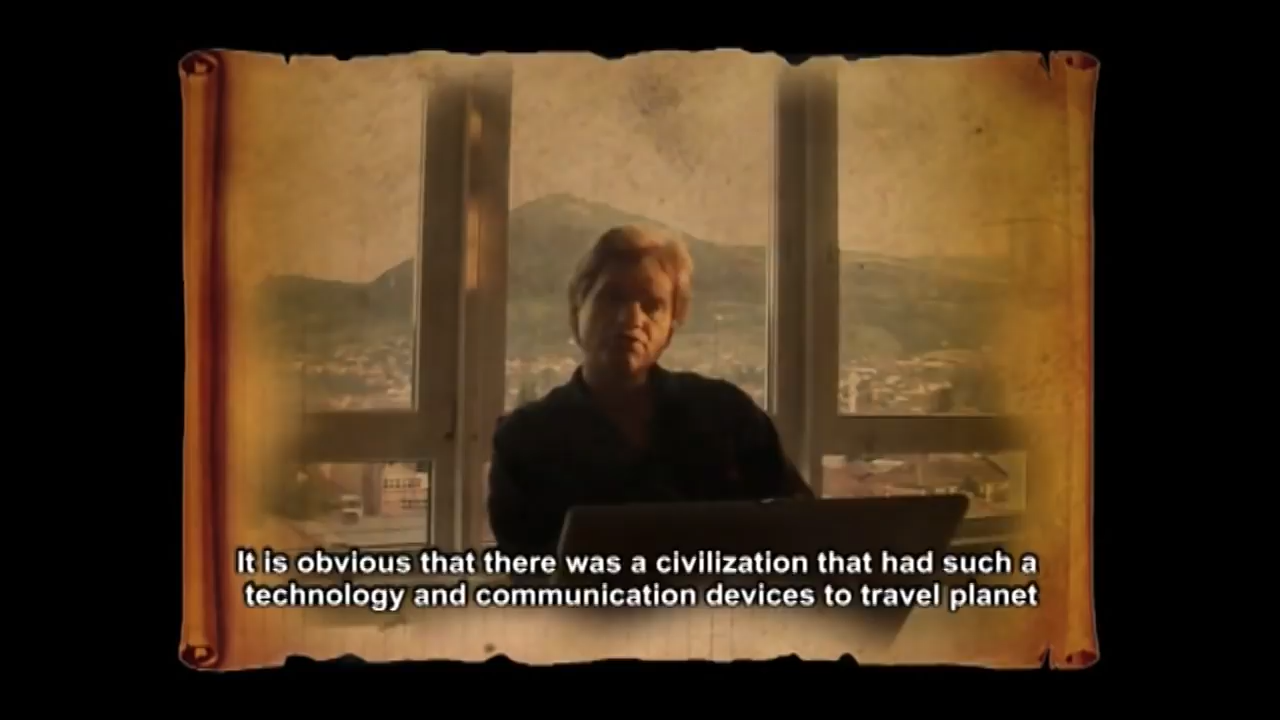 It is obvious that there was a civilization that had such a
technology and communication devices to travel planet